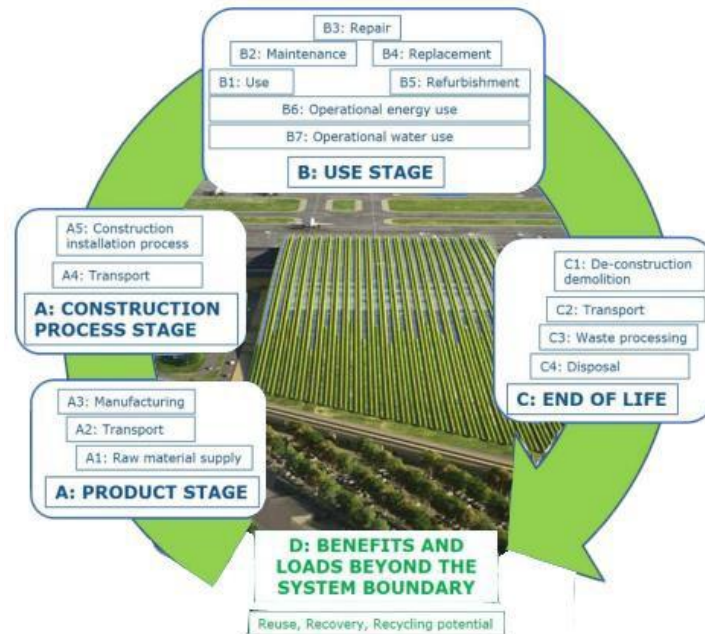 B3: Repair
B2: Maintenance
B4: Replacement
B1: Use
B5: Refurbishment
B6: Operational energy use
B7: Operational water use
B: USE STAGE
A5: Construction
installation process
A4: Transport
A: CONSTRUCTION
PROCESS STAGE
C1: De-construction
demolition
C2: Transport
C3: Waste processing
C4: Disposal
C: END OF LIFE
A3: Manufacturing
A2: Transport
A1: Raw material supply
A: PRODUCT STAGE
D: BENEFITS AND
LOADS BEYOND THE
SYSTEM BOUNDARY
Reuse, Recovery, Recycling potential